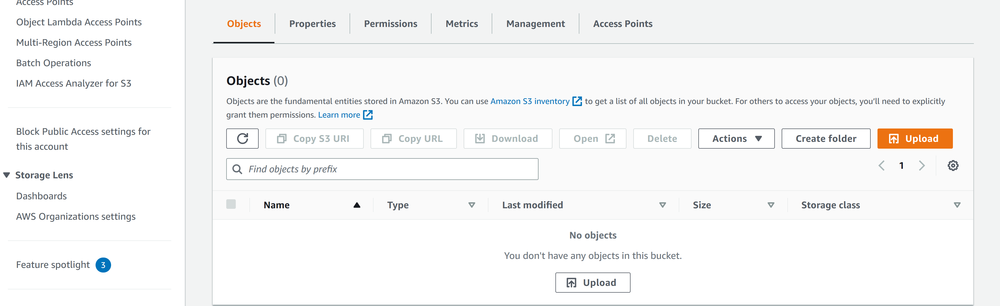 Access Points
Object Lambda Access Points
Multi-Region Access Points
Batch Operations
IAM Access Analyzer for S3
Block Public Access settings for
this account
Storage Lens
Dashboards
AWS Organizations settings
Feature spotlight 3
Objects Properties Permissions Metrics Management Access Points
Objects (0)
Objects are the fundamental entities stored in Amazon S3. You can use Amazon S3 inventory to get a list of all objects in your bucket. For others to access your objects, you’ll need to explicitly
grant them permissions. Learn more
Copy S3 URI Copy URL Download Open Delete Actions Create folder Upload
Find objects by prefix 1
Name Type Last modified Size Storage class
No objects
You don't have any objects in this bucket.
Upload